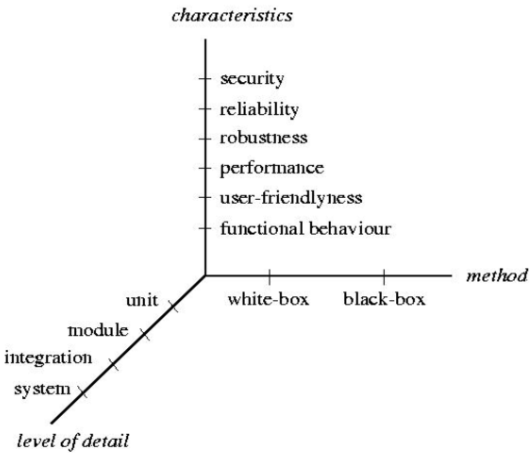 characteristics
security
reliability
robustness
performance
user-friendlyness
functional behaviour
method
white-box
black-box
unit
module
integration
system
level of detail